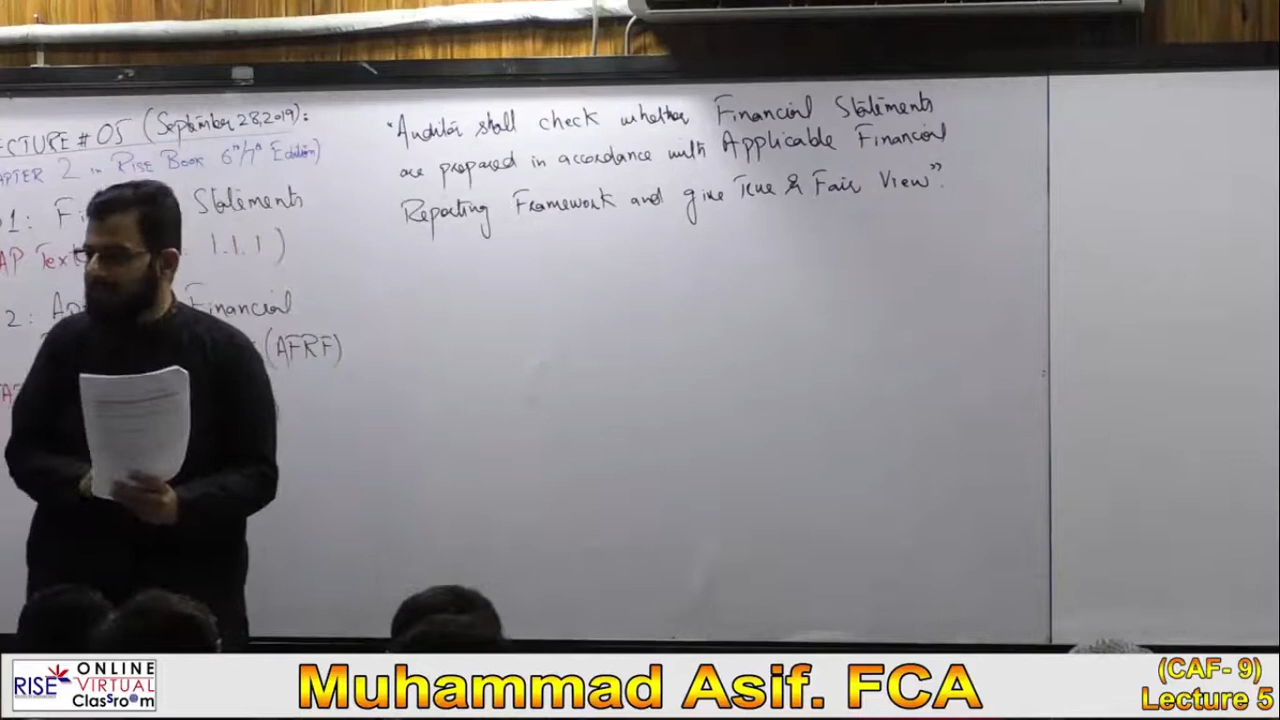 ECTURE # 05 (September 28, 2019):
APTER 2 in RISE BOOK 6th/7th Edition)
1: Fi Statements
AP Text 1.1.1)
2: Ap Financial
(AFRF)
"Auditor shall check whether Financial Statements
are prepared in accordance with Applicable Financial
Reporting Framework and give True & Fair View".
RISE ONLINE
VIRTUAL
ClassroOm
Muhammad Asif. FCA
(CAF- 9)
Lecture 5